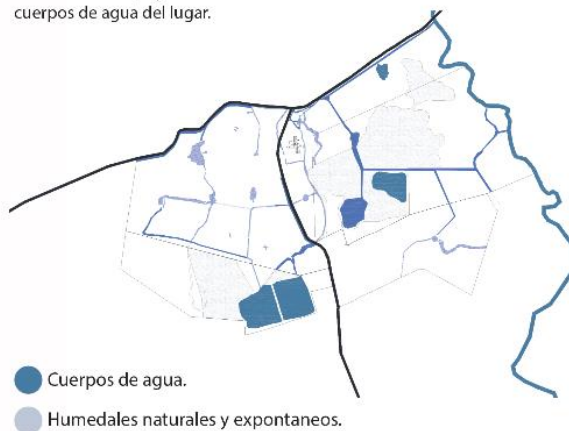 cuerpos de agua del lugar.
Cuerpos de agua.
Humedales naturales y expontaneos.